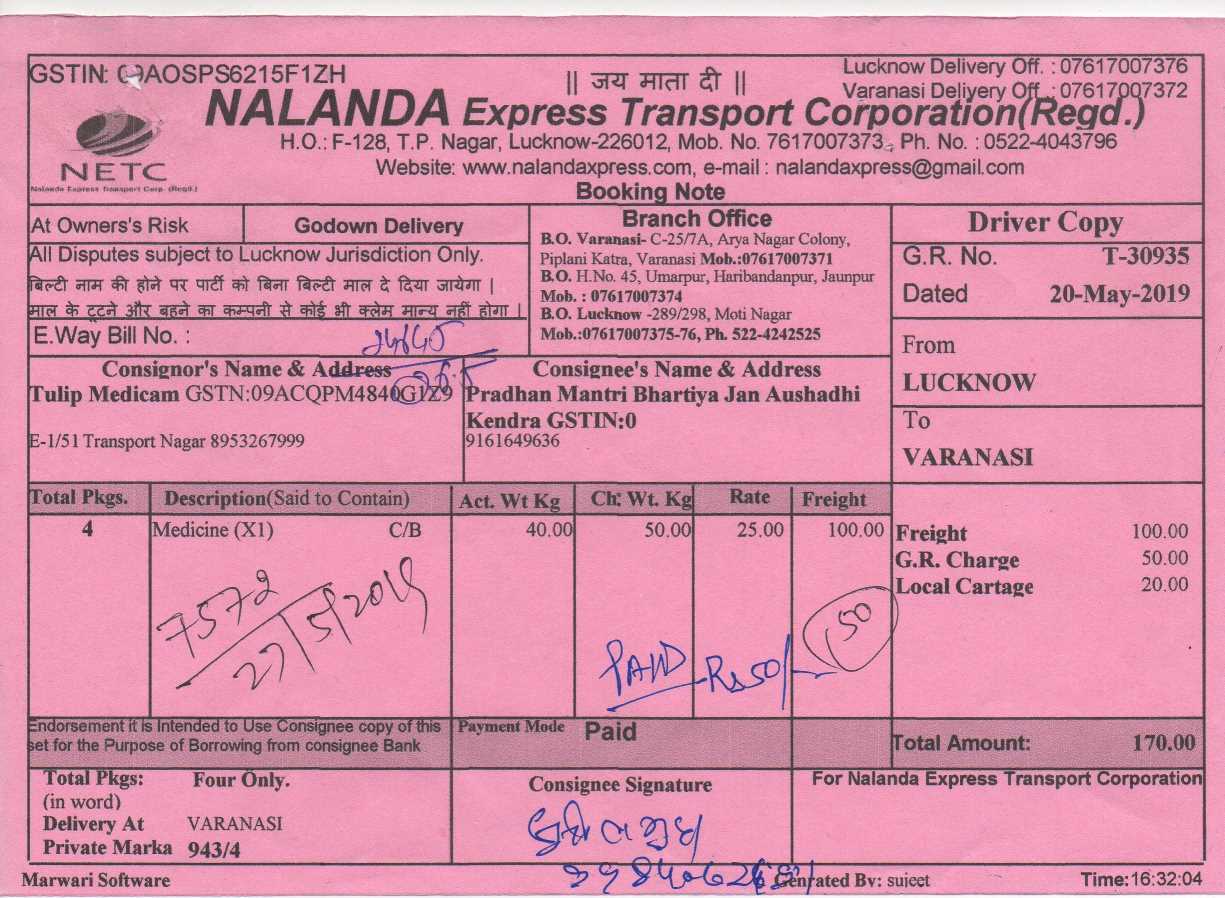 GSTIN: 09AOSPS6215F1ZH
|| जय माता दी ||
Lucknow Delivery Off. : 07617007376
Varanasi Delivery Off .: 07617007372
NALANDA Express Transport Corporation(Regd.)
H.O.: F-128, T.P. Nagar, Lucknow-226012, Mob. No. 7617007373, Ph. No. : 0522-4043796
Website: www.nalandaxpress.com, e-mail : nalandaxpress@gmail.com
NETC
Nalanda Express Transport Corp. (Regd.)
Booking Note
At Owners's Risk
Godown Delivery
All Disputes subject to Lucknow Jurisdiction Only.
बिल्टी नाम की होने पर पार्टी को बिना बिल्टी माल दे दिया जायेगा |
माल के टूटने और बहने का कम्पनी से कोई भी क्लेम मान्य नहीं होगा |
E.Way Bill No. :
Branch Office
B.O. Varanasi- C-25/7A, Arya Nagar Colony,
Piplani Katra, Varanasi Mob.:07617007371
B.O. H.No. 45, Umarpur, Haribandanpur, Jaunpur
Mob. : 07617007374
B.O. Lucknow -289/298, Moti Nagar
Mob.:07617007375-76, Ph. 522-4242525
Driver Copy
G.R. No. T-30935
Dated 20-May-2019
From
LUCKNOW
To
VARANASI
Consignor's Name & Address
Tulip Medicam GSTN:09ACQPM4840G1Z9
E-1/51 Transport Nagar 8953267999
Consignee's Name & Address
Pradhan Mantri Bhartiya Jan Aushadhi
Kendra GSTIN:0
9161649636
Total Pkgs. Description(Said to Contain) Act. Wt Kg Ch: Wt. Kg Rate Freight
4 Medicine (X1) C/B 40.00 50.00 25.00 100.00
Freight 100.00
G.R. Charge 50.00
Local Cartage 20.00
7572
27/5/2019
PAID Rs 50/-
50
Endorsement it is Intended to Use Consignee copy of this
set for the Purpose of Borrowing from consignee Bank
Payment Mode Paid
Total Amount: 170.00
Total Pkgs: Four Only.
(in word)
Delivery At VARANASI
Private Marka 943/4
Consignee Signature
For Nalanda Express Transport Corporation
Marwari Software
Genrated By: sujeet
Time:16:32:04